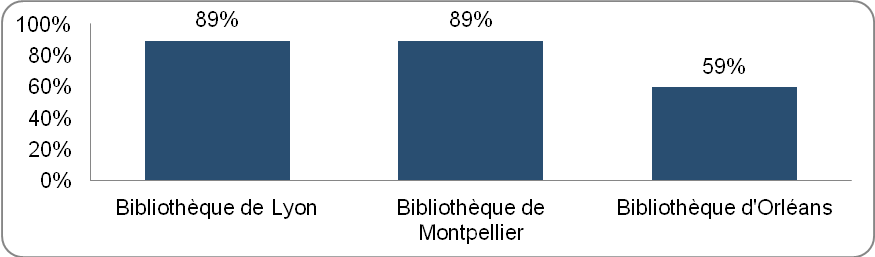 100%
80%
60%
40%
20%
0%
89%
89%
59%
Bibliothèque de Lyon
Bibliothèque de
Montpellier
Bibliothèque d'Orléans